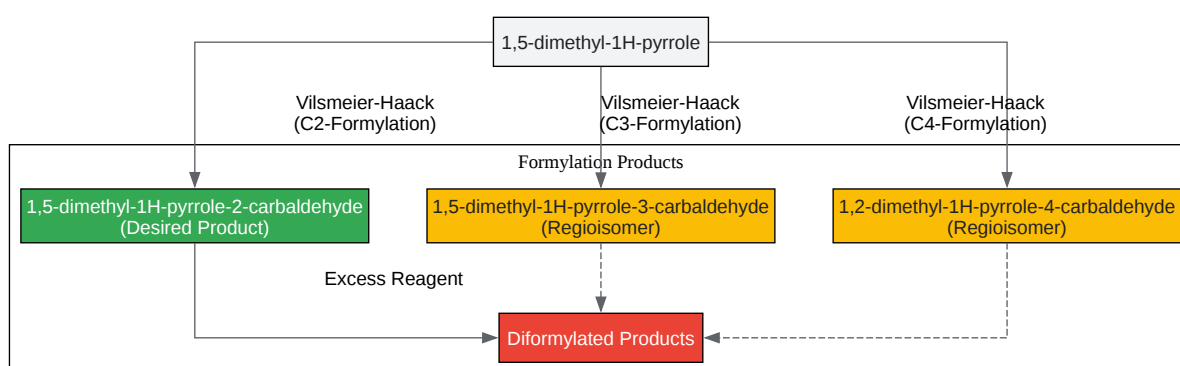 1,5-dimethyl-1H-pyrrole
Vilsmeier-Haack
(C2-Formylation)
Vilsmeier-Haack
(C3-Formylation)
Vilsmeier-Haack
(C4-Formylation)
Formylation Products
1,5-dimethyl-1H-pyrrole-2-carbaldehyde
(Desired Product)
1,5-dimethyl-1H-pyrrole-3-carbaldehyde
(Regioisomer)
1,2-dimethyl-1H-pyrrole-4-carbaldehyde
(Regioisomer)
Excess Reagent
Diformylated Products